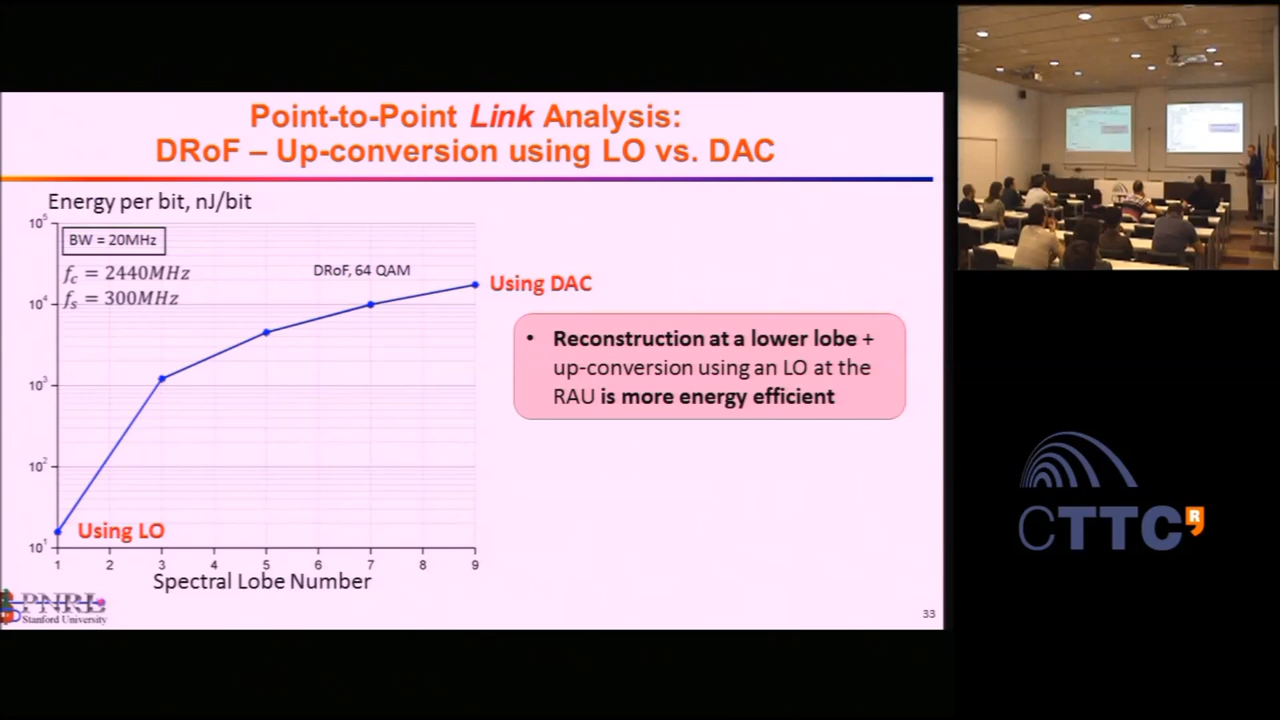 Point-to-Point Link Analysis:
DRoF – Up-conversion using LO vs. DAC
Energy per bit, nJ/bit
10^5
BW = 20MHz
f_c = 2440MHz
f_s = 300MHz
DRoF, 64 QAM
Using DAC
10^4
• Reconstruction at a lower lobe +
up-conversion using an LO at the
RAU is more energy efficient
10^3
10^2
Using LO
10^1
1 2 3 4 5 6 7 8 9
Spectral Lobe Number
PNRL
Stanford University
33
CTTC R